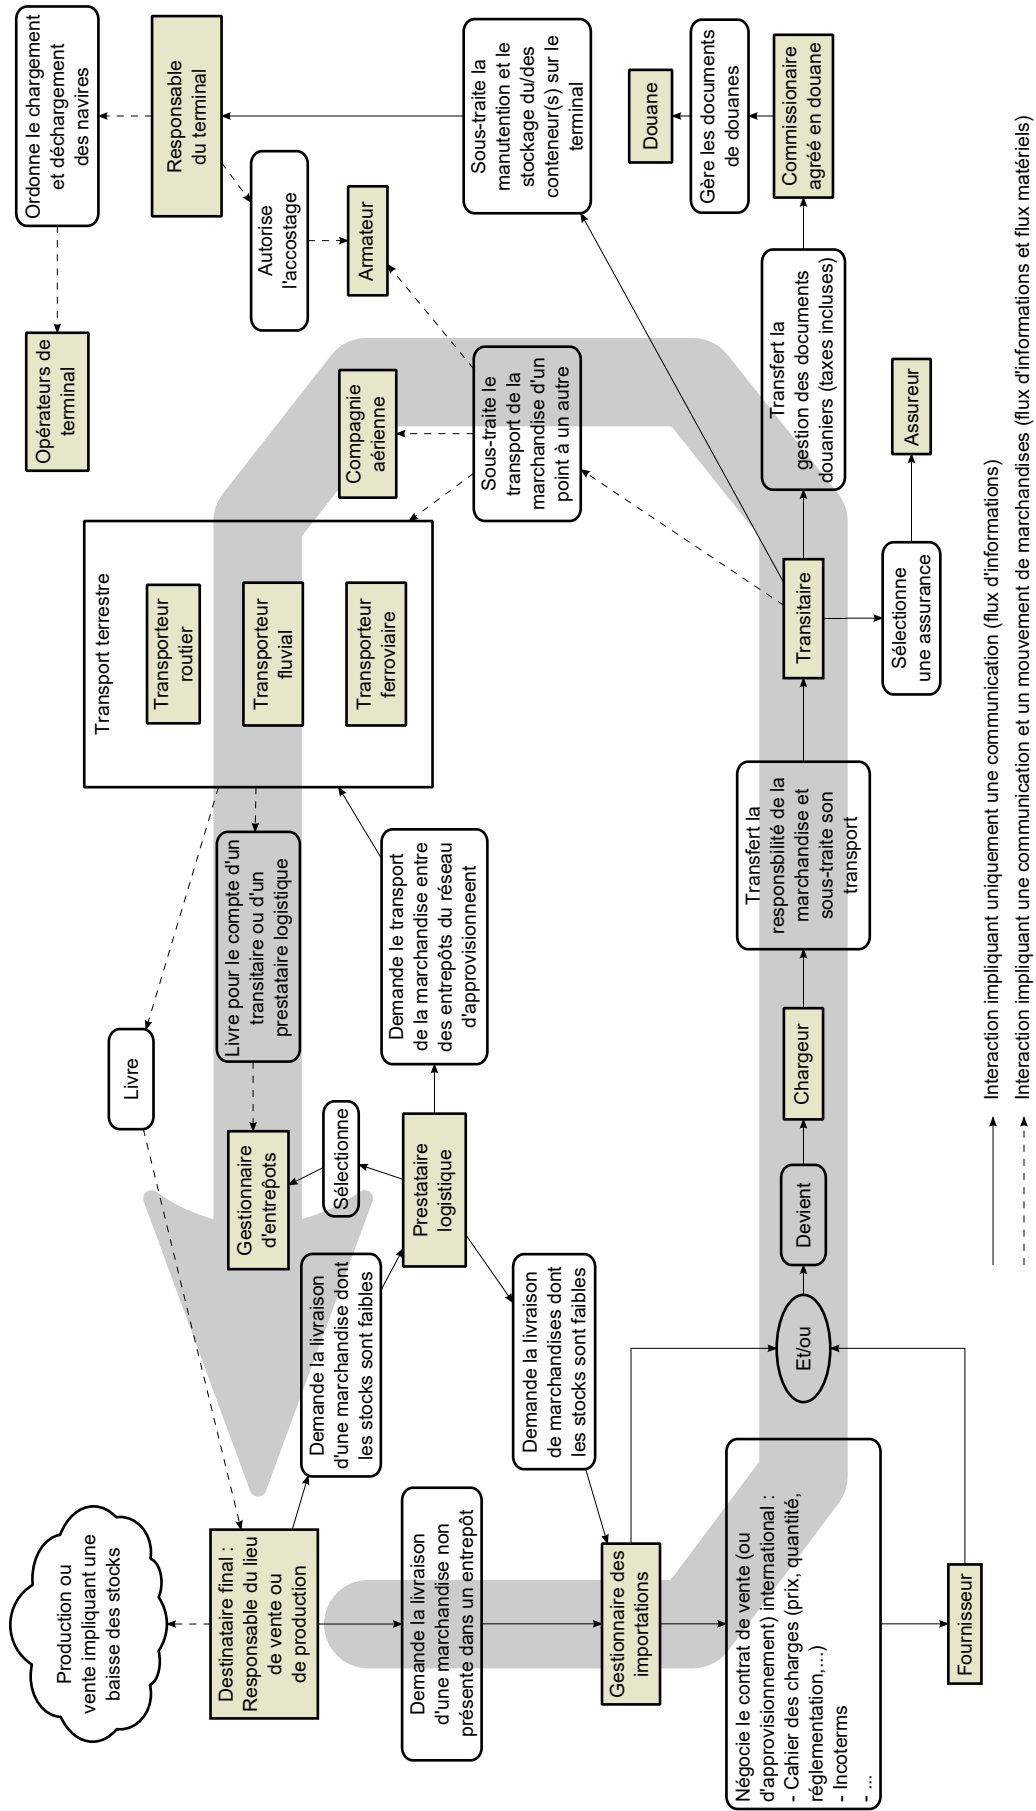 Production ou
vente impliquant une
baisse des stocks
Destinataire final :
Responsable du lieu
de vente ou
de production
Demande la livraison
d'une marchandise non
présente dans un entrepôt
Gestionnaire des
importations
Négocie le contrat de vente (ou
d'approvisionnement) international :
- Cahier des charges (prix, quantité,
réglementation,...)
- Incoterms
- ...
Fournisseur
Demande la livraison
d'une marchandise dont
les stocks sont faibles
Demande la livraison
de marchandises dont
les stocks sont faibles
Et/ou
Devient
Chargeur
Gestionnaire
d'entrepôts
Sélectionne
Prestataire
logistique
Livre
Livre pour le compte d'un
transitaire ou d'un
prestataire logistique
Demande le transport
de la marchandise entre
des entrepôts du réseau
d'approvisionneent
Transfert la
responsbilité de la
marchandise et
sous-traite son
transport
Transport terrestre
Transporteur
routier
Transporteur
fluvial
Transporteur
ferroviaire
Transitaire
Sélectionne
une assurance
Assureur
Opérateurs de
terminal
Compagnie
aérienne
Sous-traite le
transport de la
marchandise d'un
point à un autre
Transfert la
gestion des documents
douaniers (taxes incluses)
Autorise
l'accostage
Armateur
Ordonne le chargement
et déchargement
des navires
Responsable
du terminal
Sous-traite la
manutention et le
stockage du/des
conteneur(s) sur le
terminal
Douane
Gère les documents
de douanes
Commissionaire
agréé en douane
Interaction impliquant uniquement une communication (flux d'informations)
Interaction impliquant une communication et un mouvement de marchandises (flux d'informations et flux matériels)